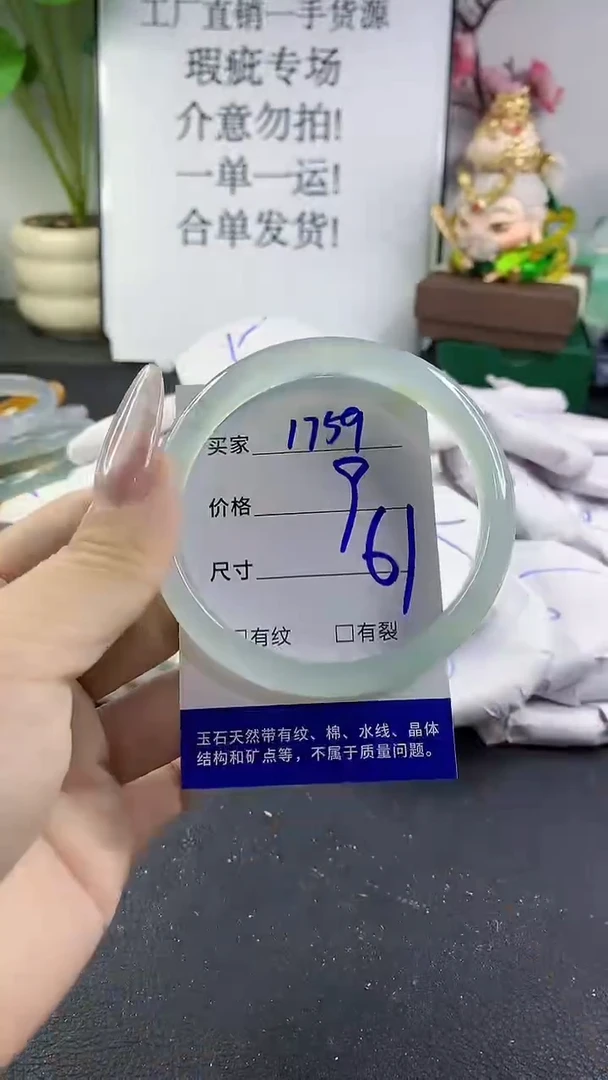 工厂直销一手货源
瑕疵专场
介意勿拍!
一单一运!
合单发货!
买家 1759
价格
尺寸 61
□有纹 □有裂
玉石天然带有纹、棉、水线、晶体
结构和矿点等，不属于质量问题。